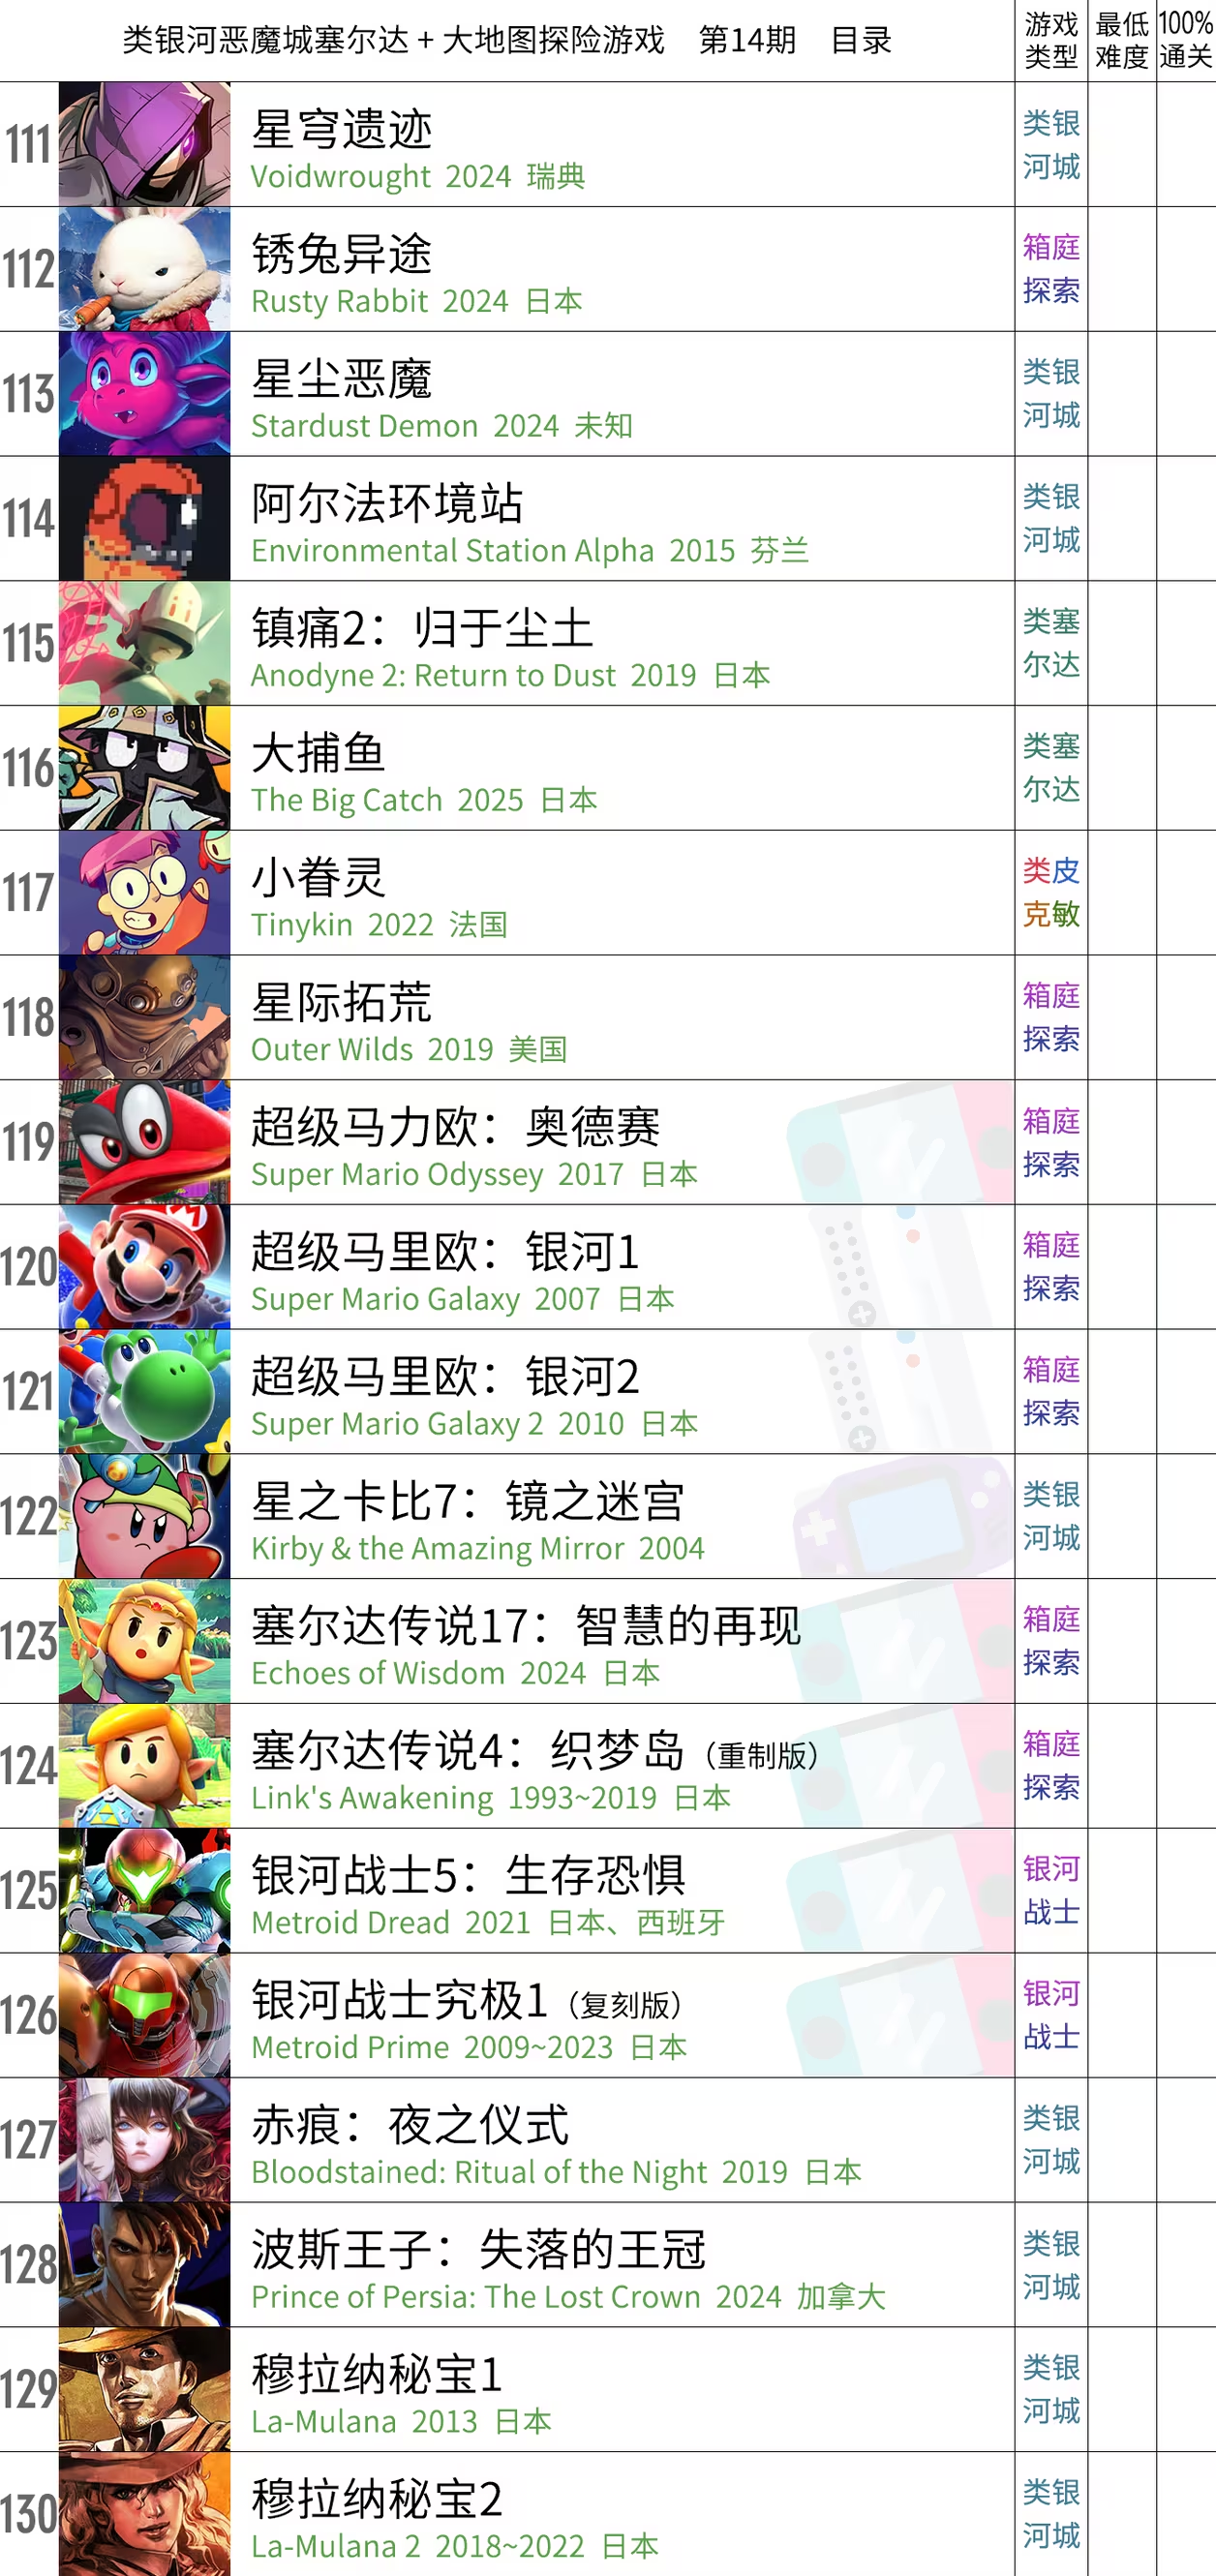 类银河恶魔城塞尔达 + 大地图探险游戏 第14期 目录
游戏类型
最低难度
100%通关
111
星穹遗迹
Voidwrought 2024 瑞典
类银
河城
112
锈兔异途
Rusty Rabbit 2024 日本
箱庭
探索
113
星尘恶魔
Stardust Demon 2024 未知
类银
河城
114
阿尔法环境站
Environmental Station Alpha 2015 芬兰
类银
河城
115
镇痛2：归于尘土
Anodyne 2: Return to Dust 2019 日本
类塞
尔达
116
大捕鱼
The Big Catch 2025 日本
类塞
尔达
117
小眷灵
Tinykin 2022 法国
类皮
克敏
118
星际拓荒
Outer Wilds 2019 美国
箱庭
探索
119
超级马力欧：奥德赛
Super Mario Odyssey 2017 日本
箱庭
探索
120
超级马里欧：银河1
Super Mario Galaxy 2007 日本
箱庭
探索
121
超级马里欧：银河2
Super Mario Galaxy 2 2010 日本
箱庭
探索
122
星之卡比7：镜之迷宫
Kirby & the Amazing Mirror 2004
类银
河城
123
塞尔达传说17：智慧的再现
Echoes of Wisdom 2024 日本
箱庭
探索
124
塞尔达传说4：织梦岛（重制版）
Link's Awakening 1993~2019 日本
箱庭
探索
125
银河战士5：生存恐惧
Metroid Dread 2021 日本、西班牙
银河
战士
126
银河战士究极1（复刻版）
Metroid Prime 2009~2023 日本
银河
战士
127
赤痕：夜之仪式
Bloodstained: Ritual of the Night 2019 日本
类银
河城
128
波斯王子：失落的王冠
Prince of Persia: The Lost Crown 2024 加拿大
类银
河城
129
穆拉纳秘宝1
La-Mulana 2013 日本
类银
河城
130
穆拉纳秘宝2
La-Mulana 2 2018~2022 日本
类银
河城